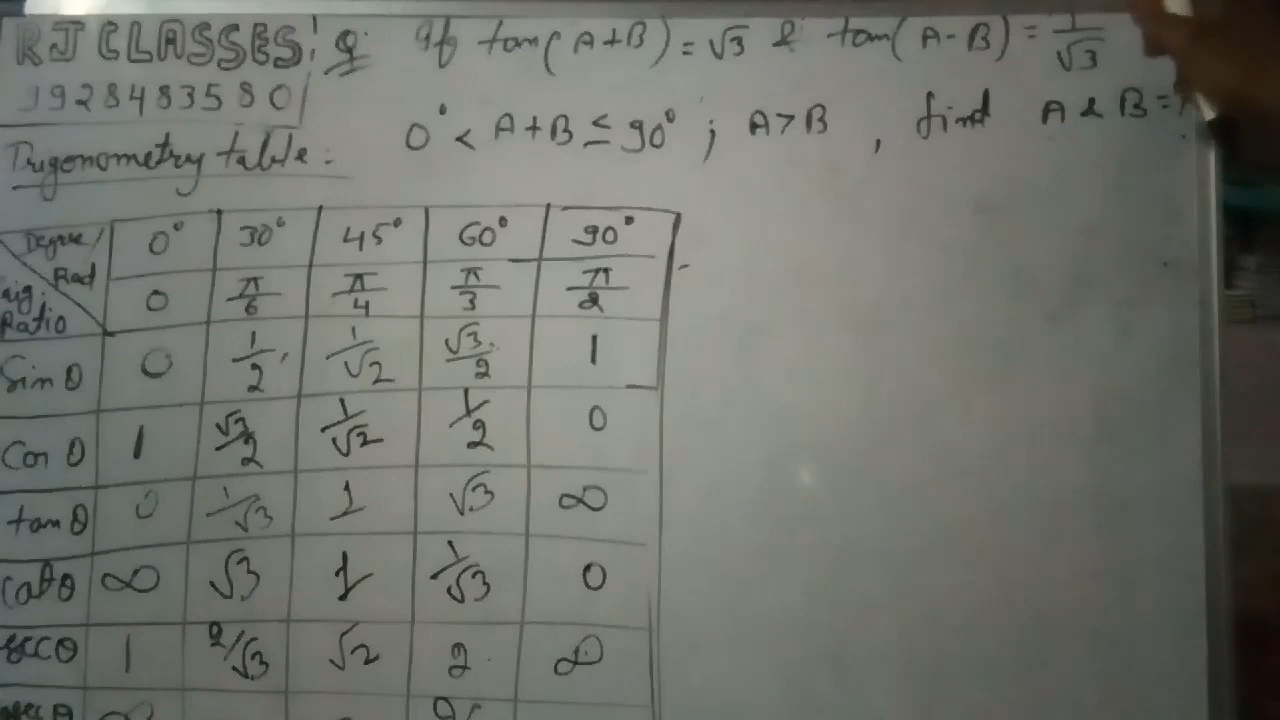 RJ CLASSES! Q: If tan(A+B) = √3 & tan(A-B) = 1/√3
9928483580
0° < A+B ≤ 90° ; A>B , find A & B =
Trigonometry table:
Degree/ Rad 0° 30° 45° 60° 90°
Trig. Ratio 0 π/6 π/4 π/3 π/2
Sin θ 0 1/2 1/√2 √3/2 1
Cos θ 1 √3/2 1/√2 1/2 0
tan θ 0 1/√3 1 √3 ∞
Cot θ ∞ √3 1 1/√3 0
Sec θ 1 2/√3 √2 2 ∞